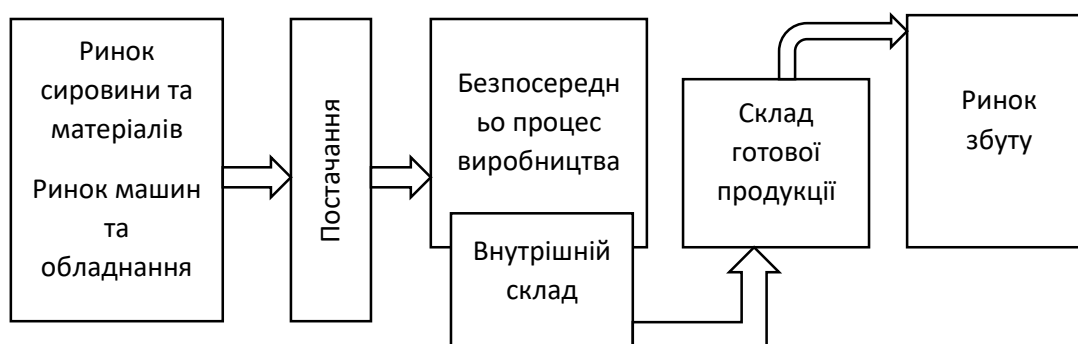 Ринок
сировини та
матеріалів
Ринок машин
та
обладнання
Постачання
Безпосередн
ьо процес
виробництва
Внутрішній
склад
Склад
готової
продукції
Ринок
збуту